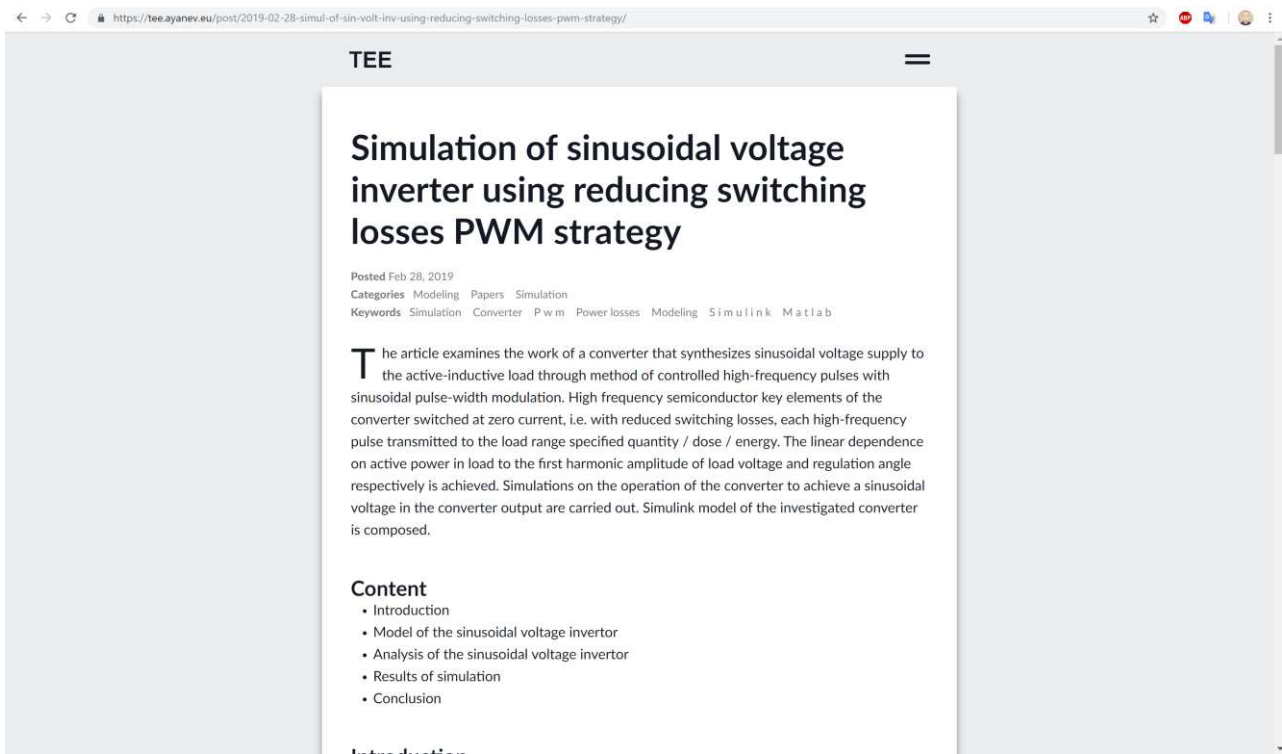 https://tee.ayanev.eu/post/2019-02-28-simul-of-sin-volt-inv-using-reducing-switching-losses-pwm-strategy/
ABP
TEE
Simulation of sinusoidal voltage
inverter using reducing switching
losses PWM strategy
Posted Feb 28, 2019
Categories Modeling Papers Simulation
Keywords Simulation Converter P w m Power losses Modeling S i m u l i n k M a t l a b
The article examines the work of a converter that synthesizes sinusoidal voltage supply to
the active-inductive load through method of controlled high-frequency pulses with
sinusoidal pulse-width modulation. High frequency semiconductor key elements of the
converter switched at zero current, i.e. with reduced switching losses, each high-frequency
pulse transmitted to the load range specified quantity / dose / energy. The linear dependence
on active power in load to the first harmonic amplitude of load voltage and regulation angle
respectively is achieved. Simulations on the operation of the converter to achieve a sinusoidal
voltage in the converter output are carried out. Simulink model of the investigated converter
is composed.
Content
• Introduction
• Model of the sinusoidal voltage invertor
• Analysis of the sinusoidal voltage invertor
• Results of simulation
• Conclusion
Introduction